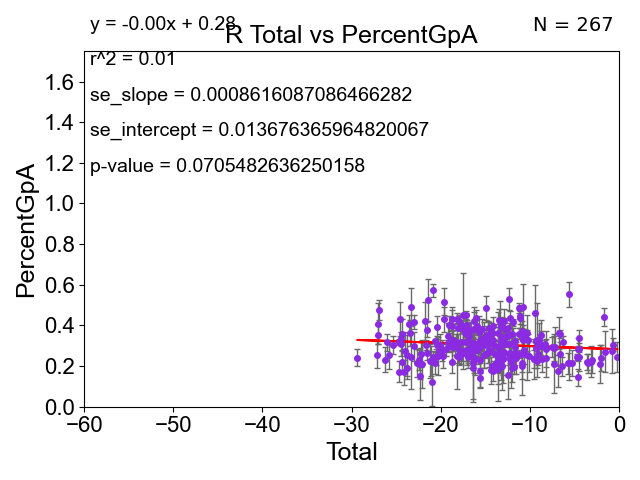 y = -0.00x + 0.28
N = 267
R Total vs PercentGpA
r^2 = 0.01
se_slope = 0.0008616087086466282
se_intercept = 0.013676365964820067
p-value = 0.0705482636250158
PercentGpA
1.6
1.4
1.2
1.0
0.8
0.6
0.4
0.2
0.0
−60 −50 −40 −30 −20 −10 0
Total